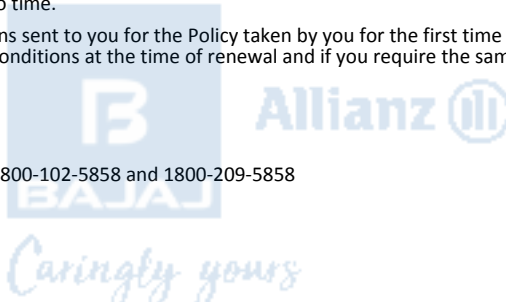 o time.
ns sent to you for the Policy taken by you for the first time
onditions at the time of renewal and if you require the sam
Allianz
800-102-5858 and 1800-209-5858
BAJAJ
Caringly yours